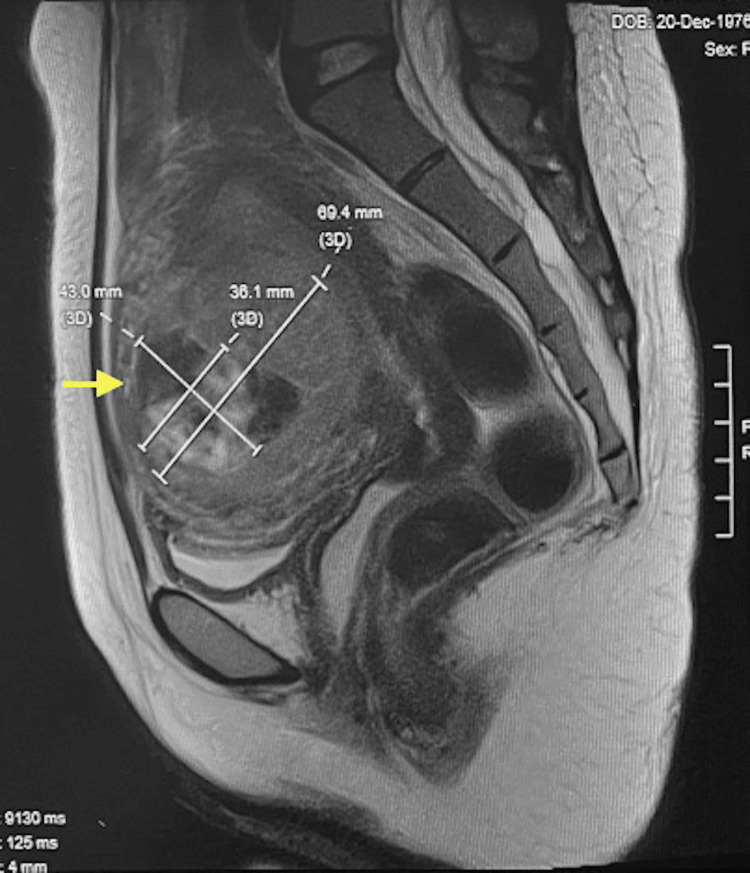 DOB: 20-Dec-1976
Sex: F
69.4 mm
(3D)
43.0 mm
(3D)
36.1 mm
(3D)
F
R
: 9130 ms
: 125 ms
: 4 mm